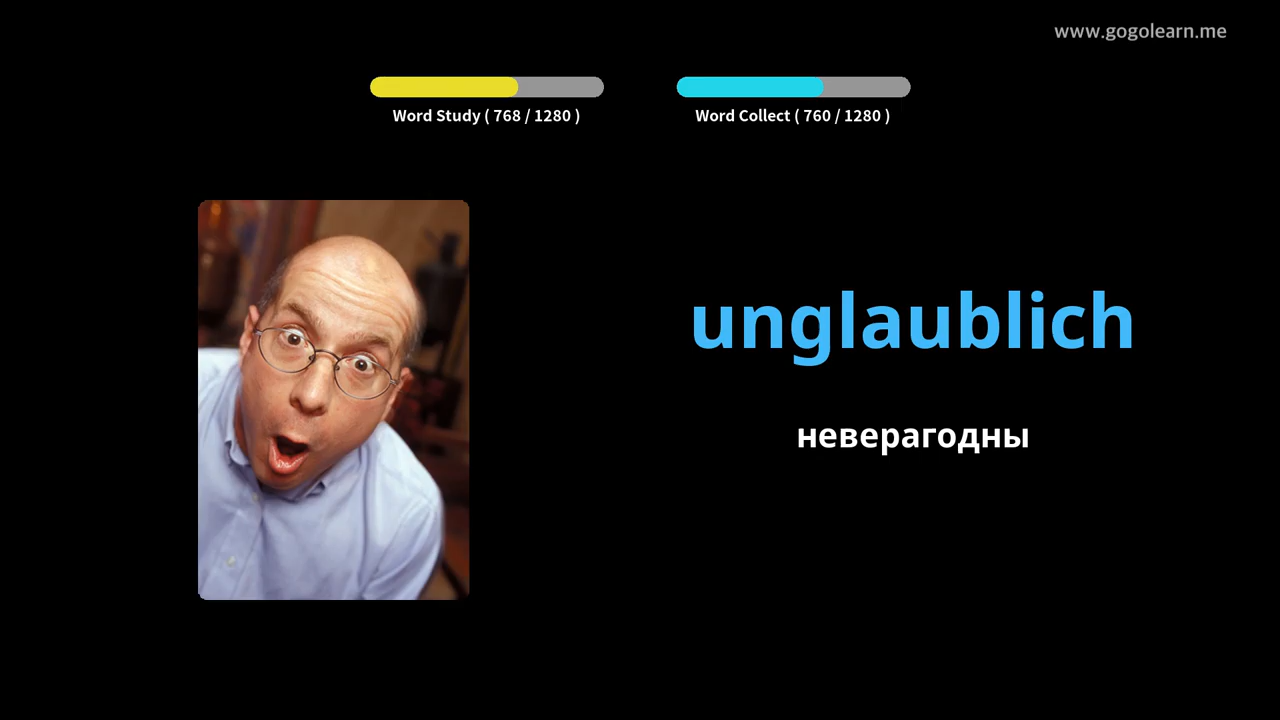 www.gogolearn.me
Word Study ( 768 / 1280 )
Word Collect ( 760 / 1280 )
unglaublich
неверагодны